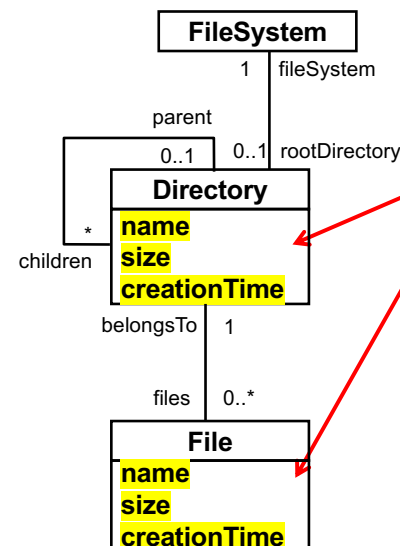 FileSystem
1 fileSystem
parent
0..1 0..1 rootDirectory
Directory
* name
children size
creationTime
belongsTo 1
files 0..*
File
name
size
creationTime